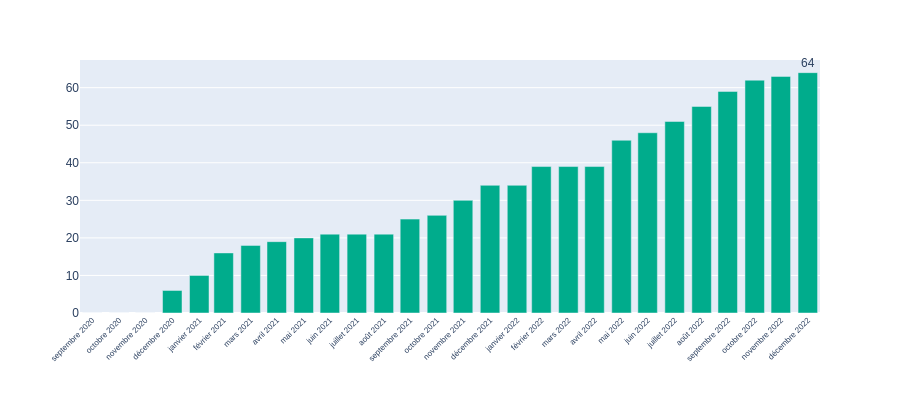 64
60
50
40
30
20
10
0
septembre 2020
octobre 2020
novembre 2020
décembre 2020
janvier 2021
février 2021
mars 2021
avril 2021
mai 2021
juin 2021
juillet 2021
août 2021
septembre 2021
octobre 2021
novembre 2021
décembre 2021
janvier 2022
février 2022
mars 2022
avril 2022
mai 2022
juin 2022
juillet 2022
août 2022
septembre 2022
octobre 2022
novembre 2022
décembre 2022